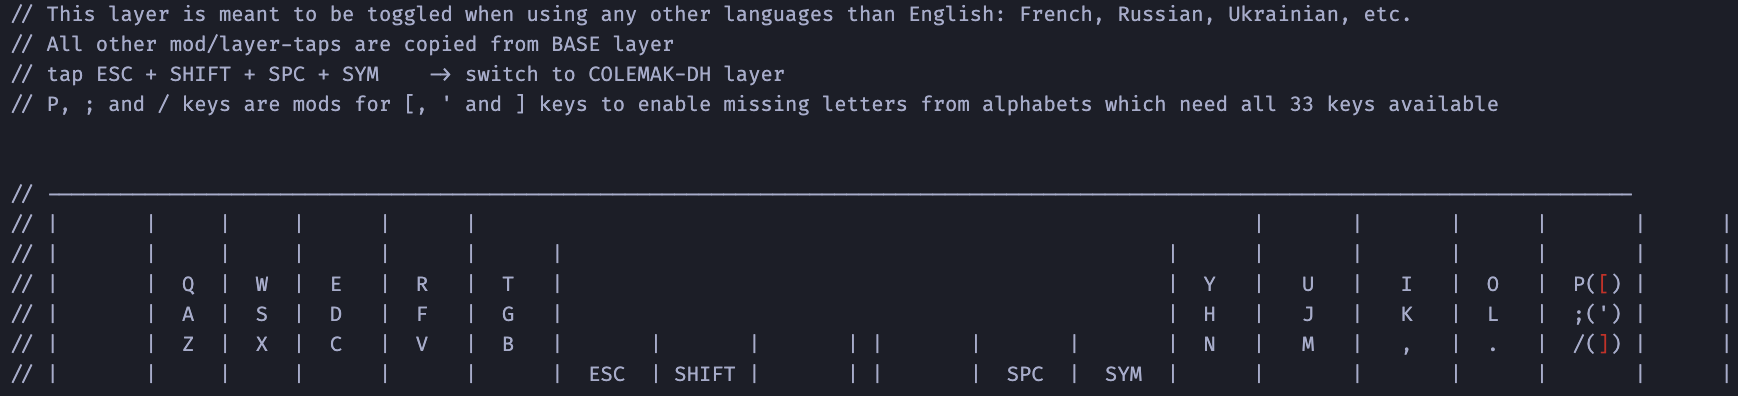 // This layer is meant to be toggled when using any other languages than English: French, Russian, Ukrainian, etc.
// All other mod/layer-taps are copied from BASE layer
// tap ESC + SHIFT + SPC + SYM    -> switch to COLEMAK-DH layer
// P, ; and / keys are mods for [, ' and ] keys to enable missing letters from alphabets which need all 33 keys available
// ────────────────────────────────────────
// |       |     |     |      |      |                                                               |       |       |      |       |      |
// |       |     |     |      |      |      |                                                 |      |       |       |      |       |      |
// |       |  Q  |  W  |  E   |  R   |  T   |                                                 |  Y   |   U   |   I   |  O   | P([)  |      |
// |       |  A  |  S  |  D   |  F   |  G   |                                                 |  H   |   J   |   K   |  L   | ;(')  |      |
// |       |  Z  |  X  |  C   |  V   |  B   |       |       |       | |       |       |       |  N   |   M   |   ,   |  .   | /(])  |      |
// |       |     |     |      |      |      |  ESC  | SHIFT |       | |       |  SPC  |  SYM  |      |       |       |      |       |      |